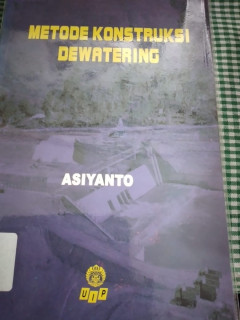 METODE KONSTRUKSI
DEWATERING
ASIYANTO
UIP